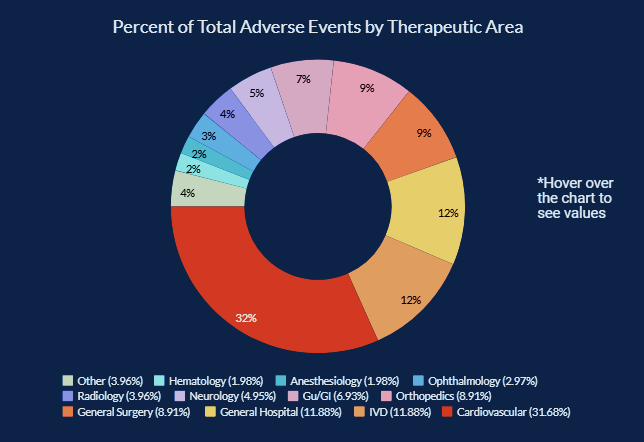 Percent of Total Adverse Events by Therapeutic Area
7%
9%
5%
4%
9%
3%
2%
2%
4%
12%
*Hover over
the chart to
see values
12%
32%
Other (3.96%) Hematology (1.98%) Anesthesiology (1.98%) Ophthalmology (2.97%)
Radiology (3.96%) Neurology (4.95%) Gu/GI (6.93%) Orthopedics (8.91%)
General Surgery (8.91%) General Hospital (11.88%) IVD (11.88%) Cardiovascular (31.68%)